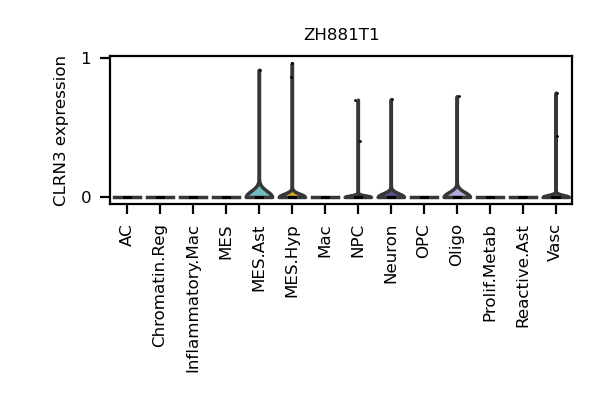 ZH881T1
CLRN3 expression
1
0
AC
Chromatin.Reg
Inflammatory.Mac
MES
MES.Ast
MES.Hyp
Mac
NPC
Neuron
OPC
Oligo
Prolif.Metab
Reactive.Ast
Vasc